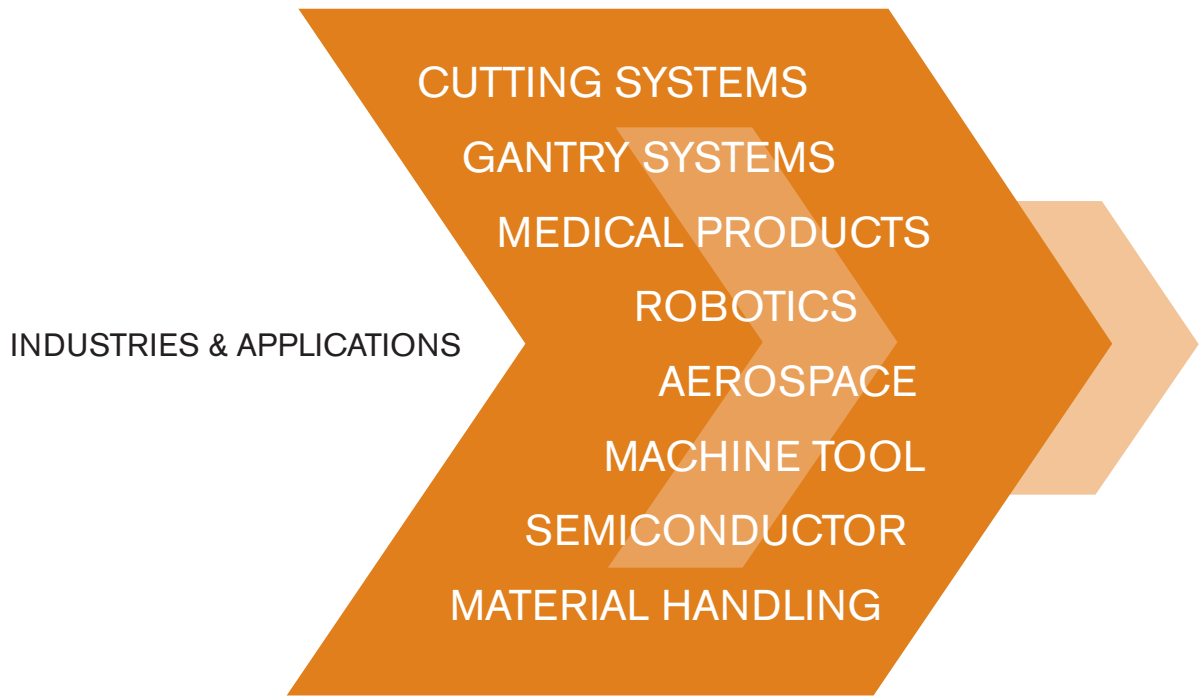 INDUSTRIES & APPLICATIONS
CUTTING SYSTEMS
GANTRY SYSTEMS
MEDICAL PRODUCTS
ROBOTICS
AEROSPACE
MACHINE TOOL
SEMICONDUCTOR
MATERIAL HANDLING